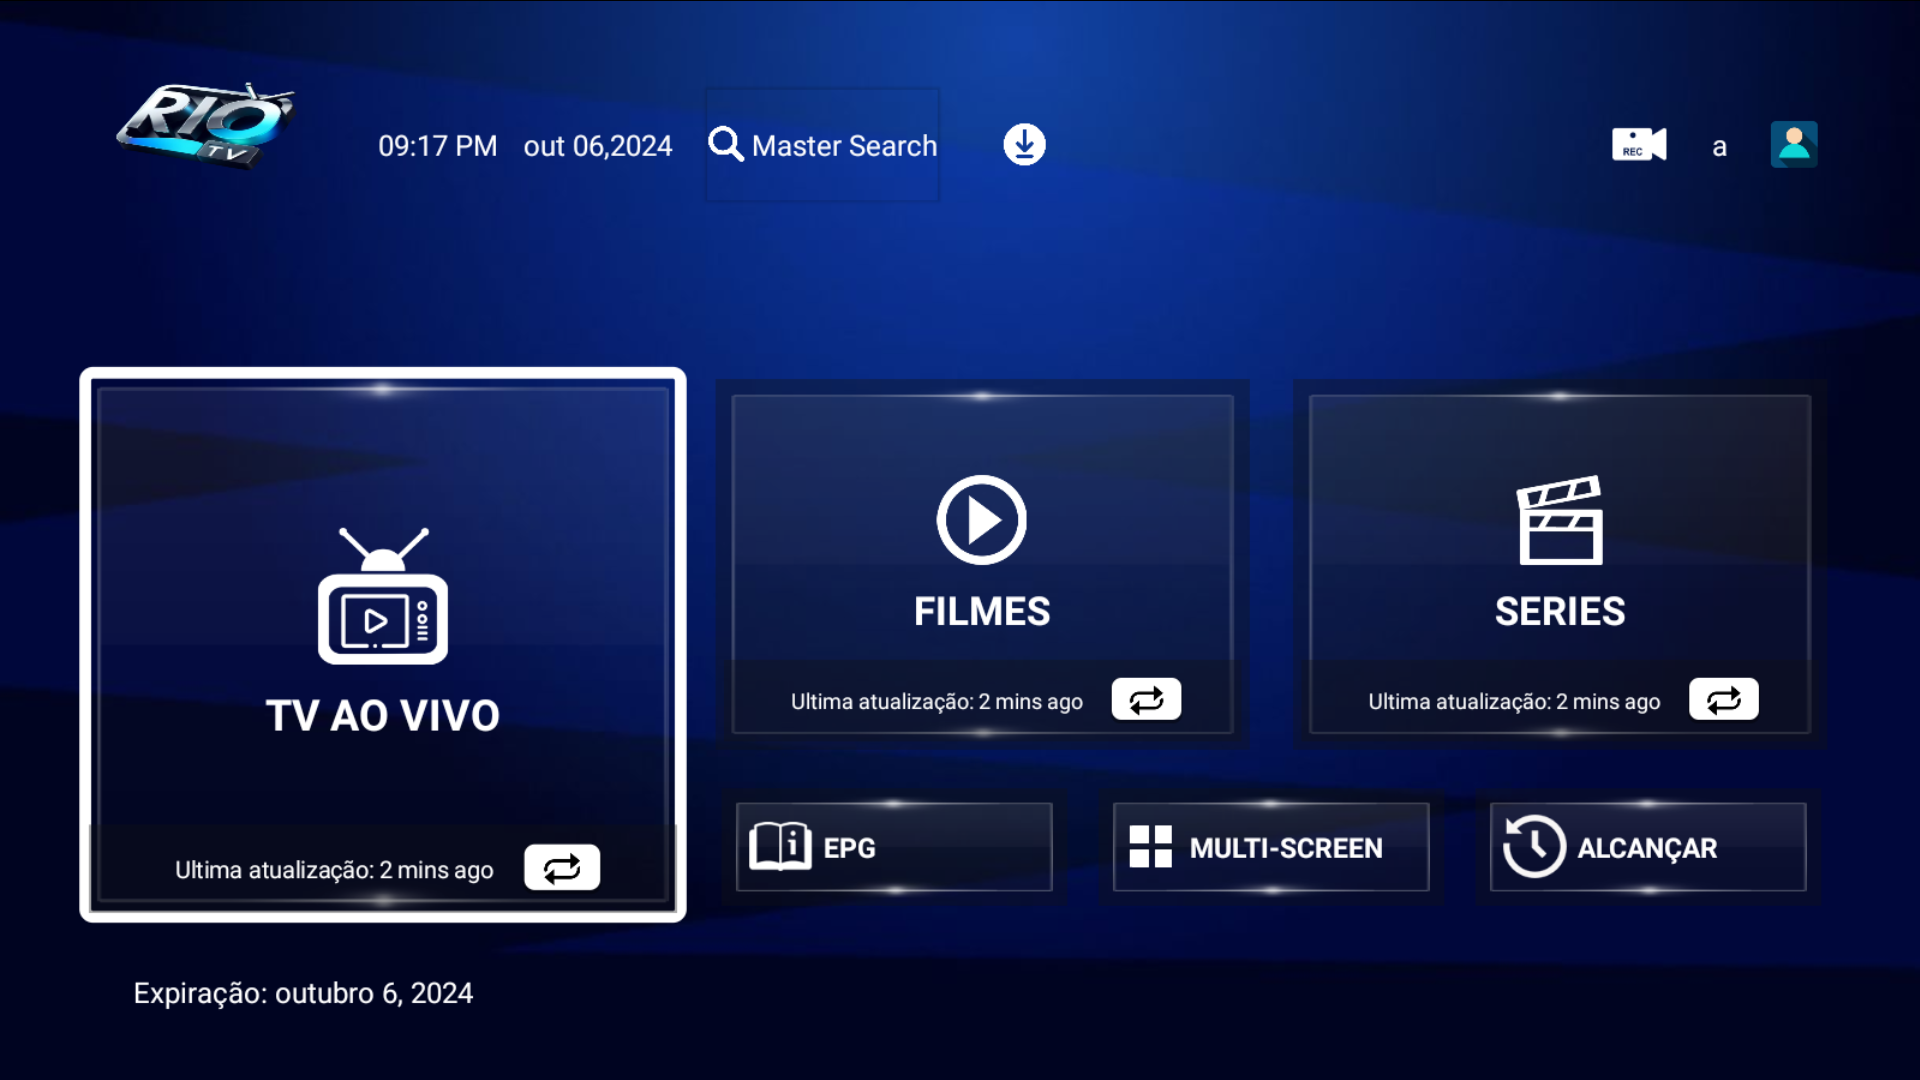 RIO
TV
09:17 PM out 06,2024
Master Search
REC
a
TV AO VIVO
Ultima atualização: 2 mins ago
FILMES
Ultima atualização: 2 mins ago
SERIES
Ultima atualização: 2 mins ago
EPG
MULTI-SCREEN
ALCANÇAR
Expiração: outubro 6, 2024